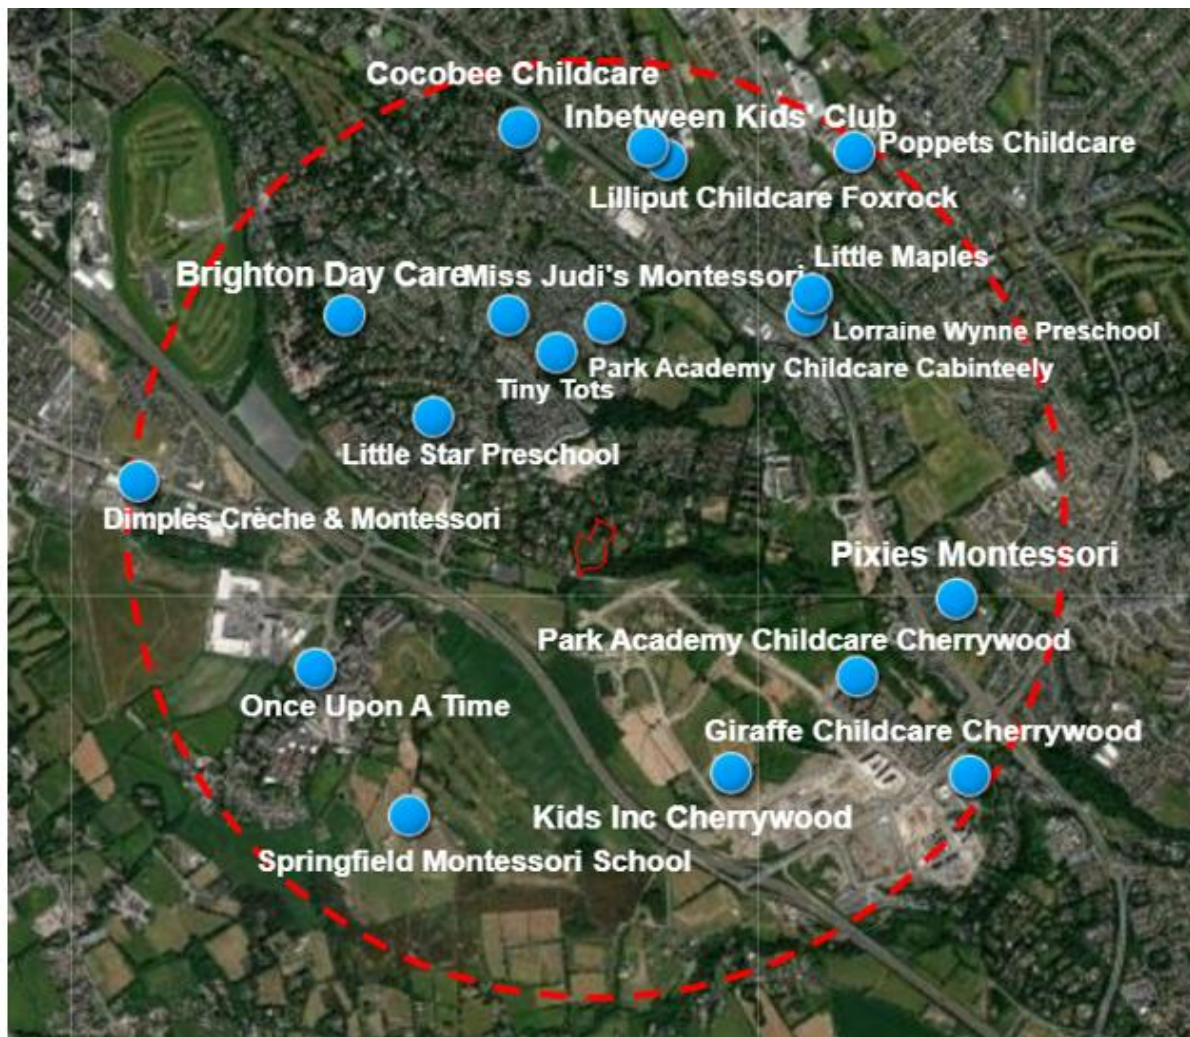 Cocobee Childcare
Inbetween Kids' Club
Poppets Childcare
Lilliput Childcare Foxrock
Little Maples
Brighton Day Care
Miss Judi's Montessori
Lorraine Wynne Preschool
Park Academy Childcare Cabinteely
Tiny Tots
Little Star Preschool
Dimples Crèche & Montessori
Pixies Montessori
Park Academy Childcare Cherrywood
Once Upon A Time
Giraffe Childcare Cherrywood
Kids Inc Cherrywood
Springfield Montessori School